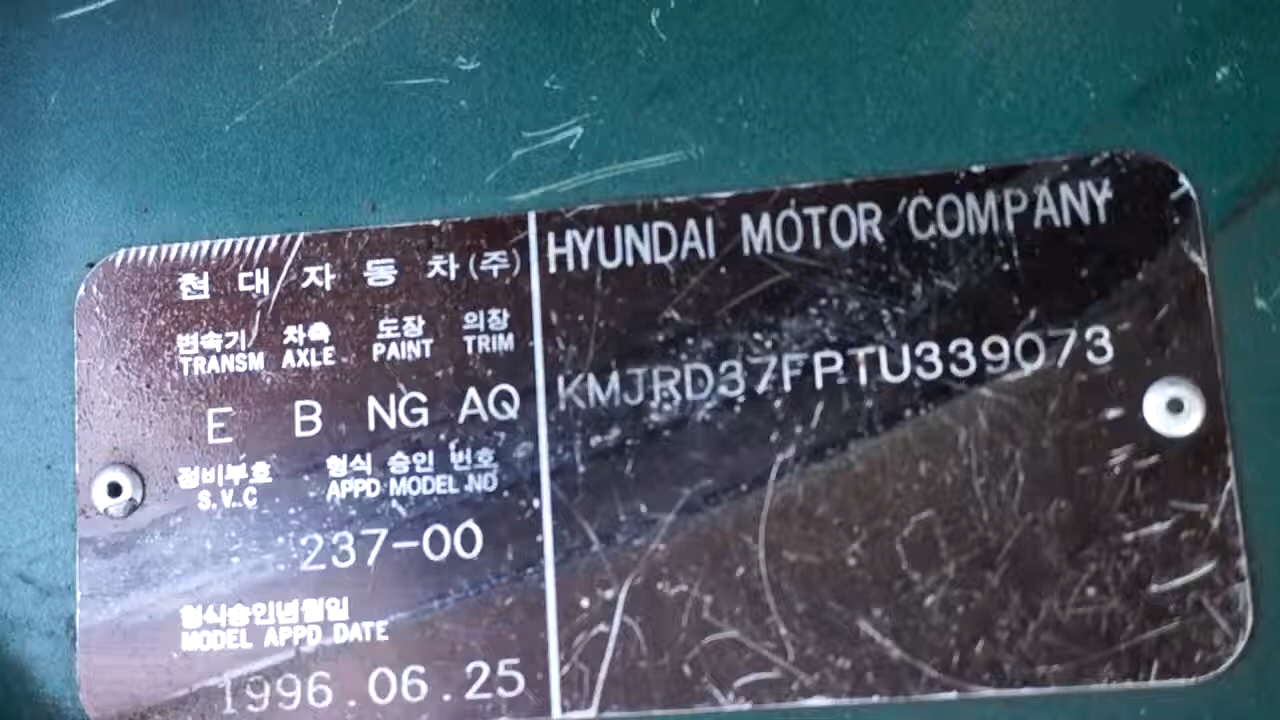 현대자동차(주)
HYUNDAI MOTOR COMPANY
변속기 차축 도장 의장
TRANSM AXLE PAINT TRIM
E B NG AQ
KMJRD37FPTU339073
정비부호 형식 승인 번호
S.V.C APPD MODEL NO
237-00
형식승인년월일
MODEL APPD DATE
1996.06.25